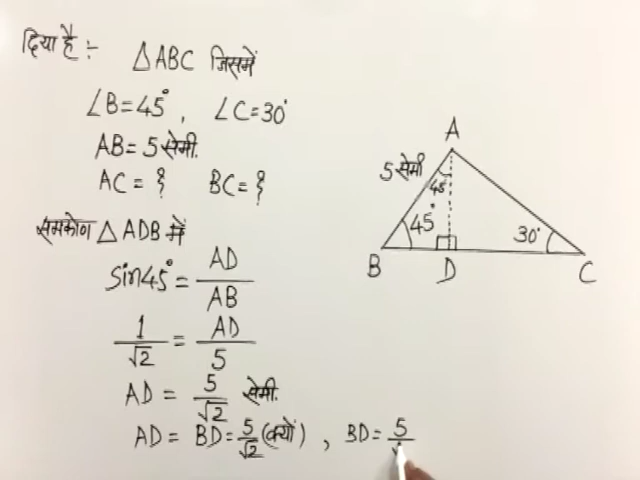 दिया है :-
△ABC जिसमें
∠B=45°, ∠C=30°
AB = 5 सेमी.
AC = ? BC = ?
समकोण △ADB में
sin45° = AD/AB
1/√2 = AD/5
AD = 5/√2 सेमी.
AD = BD = 5/√2 (क्यों), BD = 5/
A
5 सेमी
45°
45°
30°
B
D
C